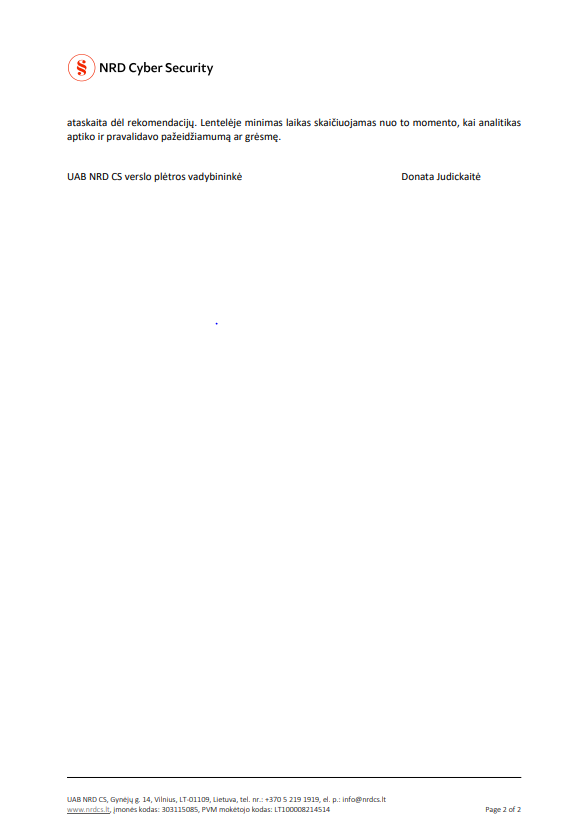 NRD Cyber Security
ataskaita dėl rekomendacijų. Lentelėje minimas laikas skaičiuojamas nuo to momento, kai analitikas
aptiko ir pravalidavo pažeidžiamumą ar grėsmę.
UAB NRD CS verslo plėtros vadybininkė Donata Judickaitė
UAB NRD CS, Gynėjų g. 14, Vilnius, LT-01109, Lietuva, tel. nr.: +370 5 219 1919, el. p.: info@nrdcs.lt
www.nrdcs.lt, įmonės kodas: 303115085, PVM mokėtojo kodas: LT100008214514 Page 2 of 2